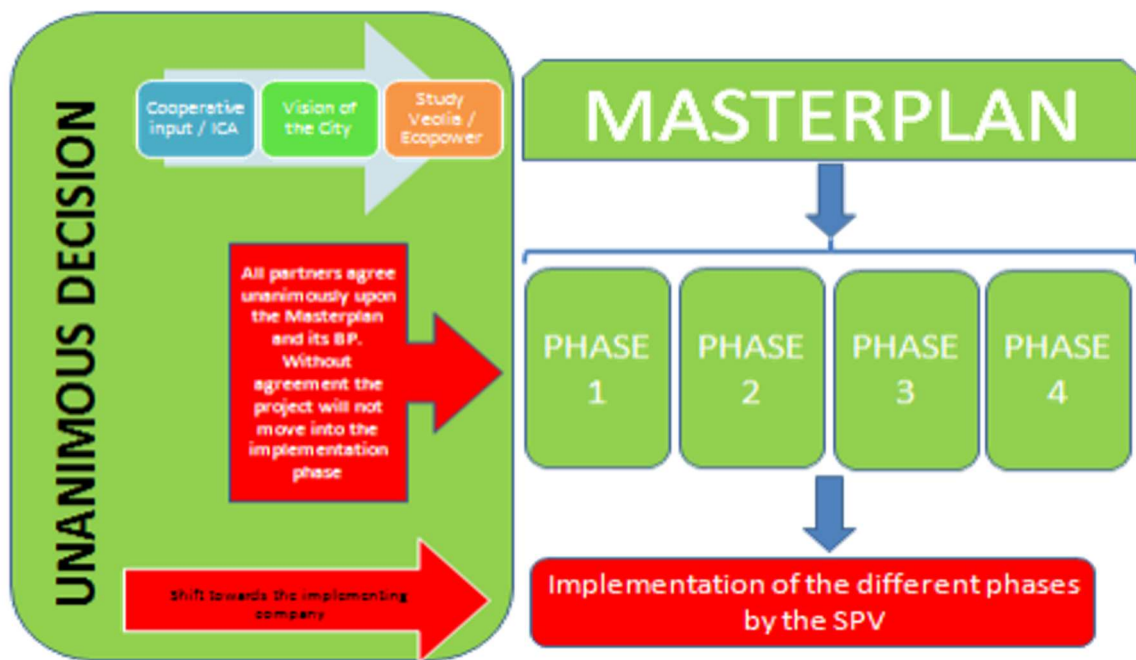 UNANIMOUS DECISION
Cooperative
input / ICA
Vision of
the City
Study
Veolia /
Ecopower
All partners agree
unanimously upon
the Masterplan
and its BP.
Without
agreement the
project will not
move into the
implementation
phase
Shift towards the implementing
company
MASTERPLAN
PHASE
1
PHASE
2
PHASE
3
PHASE
4
Implementation of the different phases
by the SPV